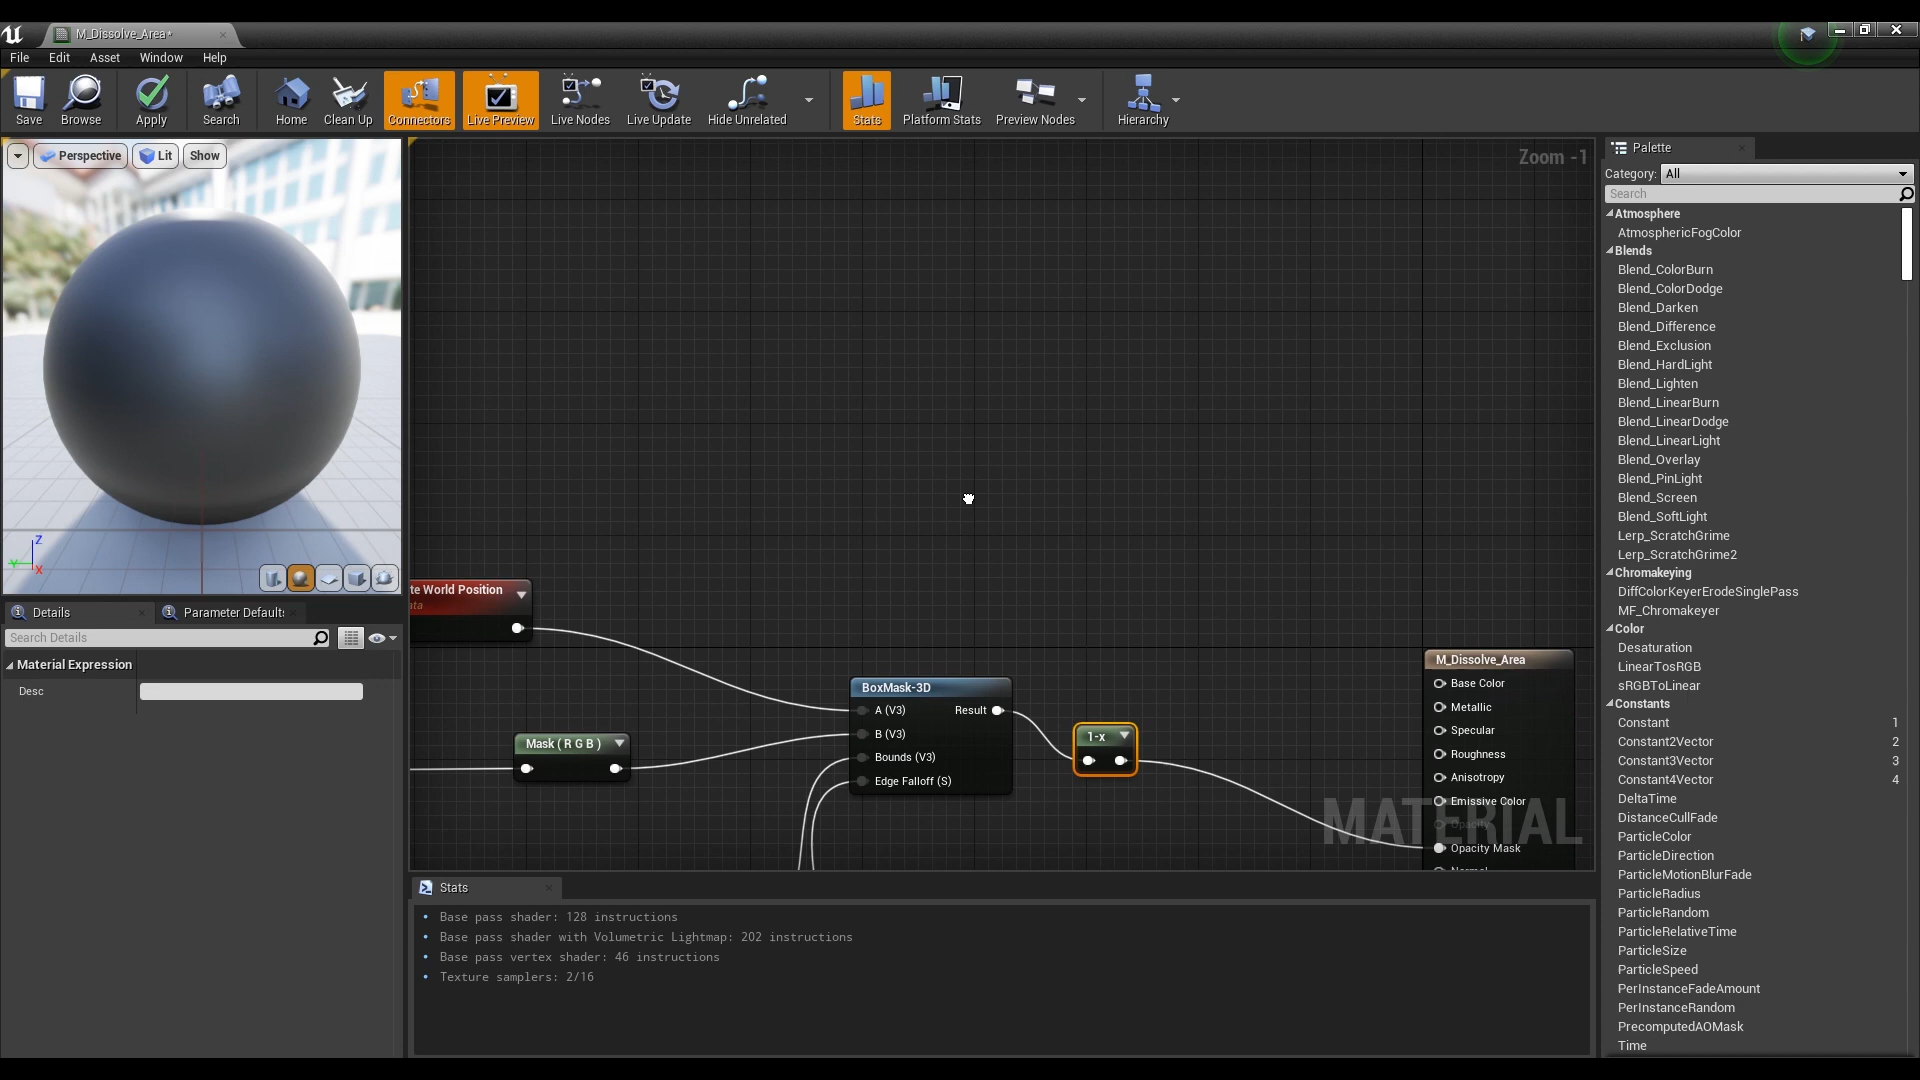 M_Dissolve_Area*
File Edit Asset Window Help
Save Browse Apply Search Home Clean Up Connectors Live Preview Live Nodes Live Update Hide Unrelated Stats Platform Stats Preview Nodes Hierarchy
Perspective Lit Show
Z
Y
X
Details Parameter Default
Search Details
Material Expression
Desc
Zoom -1
te World Position
Mask ( R G B )
BoxMask-3D
A (V3) Result
B (V3)
Bounds (V3)
Edge Falloff (S)
1-x
M_Dissolve_Area
Base Color
Metallic
Specular
Roughness
Anisotropy
Emissive Color
Opacity
Opacity Mask
Normal
MATERIAL
Stats
Base pass shader: 128 instructions
Base pass shader with Volumetric Lightmap: 202 instructions
Base pass vertex shader: 46 instructions
Texture samplers: 2/16
Palette
Category: All
Search
Atmosphere
AtmosphericFogColor
Blends
Blend_ColorBurn
Blend_ColorDodge
Blend_Darken
Blend_Difference
Blend_Exclusion
Blend_HardLight
Blend_Lighten
Blend_LinearBurn
Blend_LinearDodge
Blend_LinearLight
Blend_Overlay
Blend_PinLight
Blend_Screen
Blend_SoftLight
Lerp_ScratchGrime
Lerp_ScratchGrime2
Chromakeying
DiffColorKeyerErodeSinglePass
MF_Chromakeyer
Color
Desaturation
LinearTosRGB
sRGBToLinear
Constants
Constant 1
Constant2Vector 2
Constant3Vector 3
Constant4Vector 4
DeltaTime
DistanceCullFade
ParticleColor
ParticleDirection
ParticleMotionBlurFade
ParticleRadius
ParticleRandom
ParticleRelativeTime
ParticleSize
ParticleSpeed
PerInstanceFadeAmount
PerInstanceRandom
PrecomputedAOMask
Time